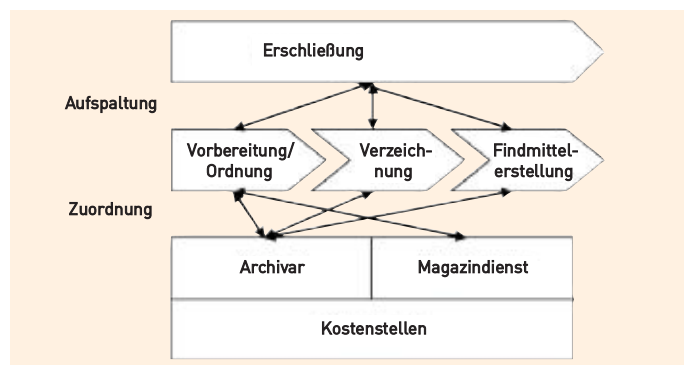 Erschließung
Aufspaltung
Vorbereitung/
Ordnung
Verzeich-
nung
Findmittel-
erstellung
Zuordnung
Archivar
Magazindienst
Kostenstellen